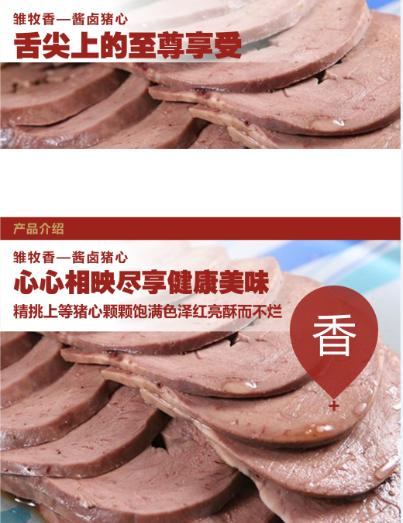 雏牧香—酱卤猪心
舌尖上的至尊享受
产品介绍
雏牧香—酱卤猪心
心心相映尽享健康美味
精挑上等猪心颗颗饱满色泽红亮酥而不烂
香